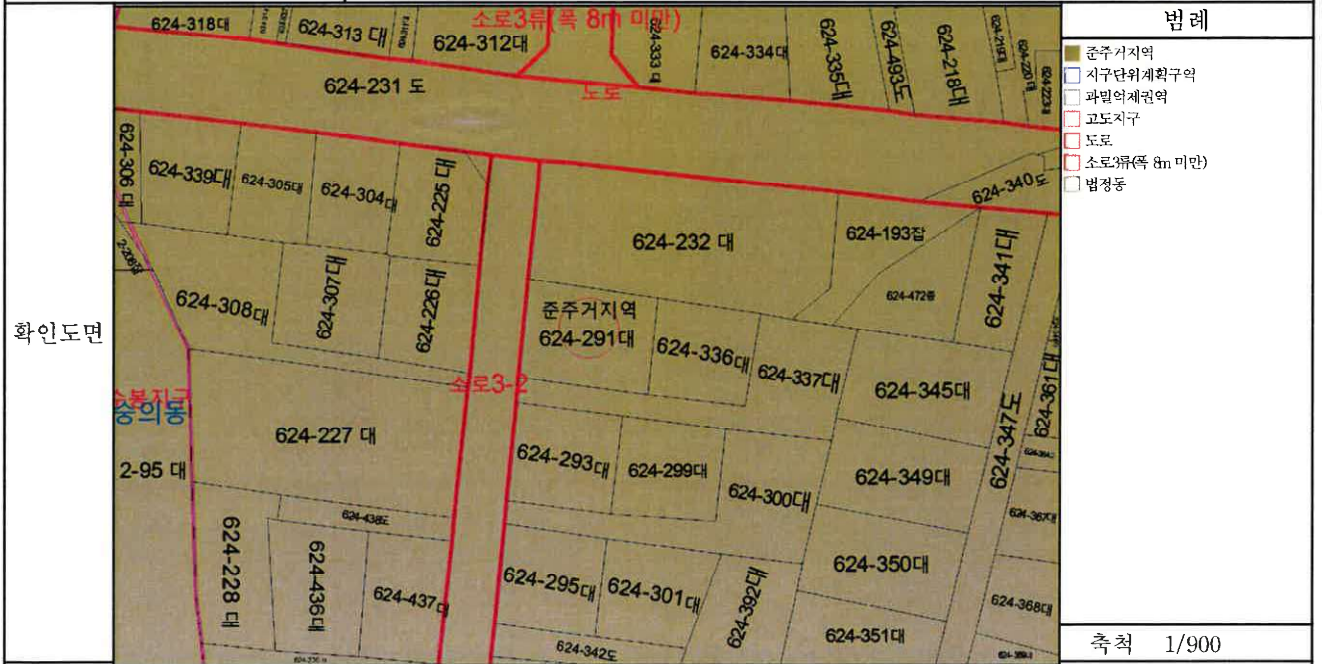 확인도면
624-318대
624-313 대
624-312대
소로3류(폭 8m 미만)
624-333 대
624-334대
624-335대
624-493도
624-218대
624-220대
624-223대
624-231 도
도로
624-306 대
624-339대
624-305대
624-304대
624-225 대
624-340도
624-232 대
624-193잡
624-341대
624-472종
624-308대
624-307대
624-226대
준주거지역
624-291대
624-336대
624-337대
624-345대
624-347도
624-361대
소로3-2
숭의동
2-95 대
624-227 대
624-293대
624-299대
624-300대
624-349대
624-367대
624-438도
624-228 대
624-436대
624-437대
624-295대
624-301대
624-392대
624-350대
624-368대
624-342도
624-351대
범례
준주거지역
지구단위계획구역
과밀억제권역
고도지구
도로
소로3류(폭 8m 미만)
법정동
축척 1/900